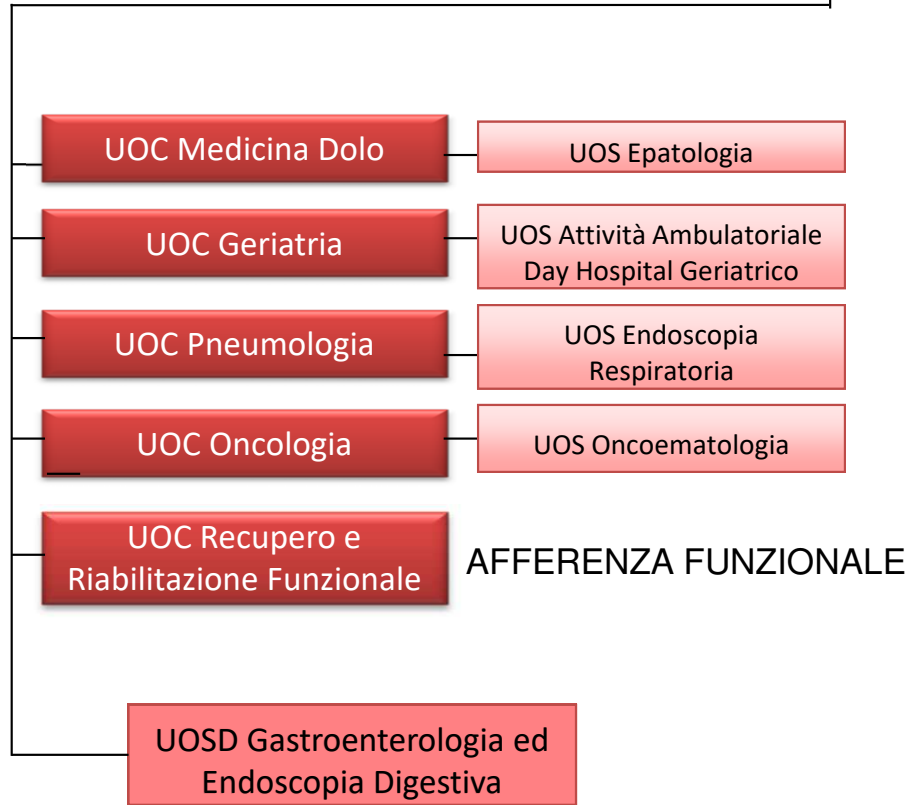 UOC Medicina Dolo
UOS Epatologia
UOC Geriatria
UOS Attività Ambulatoriale
Day Hospital Geriatrico
UOC Pneumologia
UOS Endoscopia
Respiratoria
UOC Oncologia
UOS Oncoematologia
UOC Recupero e
Riabilitazione Funzionale
AFFERENZA FUNZIONALE
UOSD Gastroenterologia ed
Endoscopia Digestiva